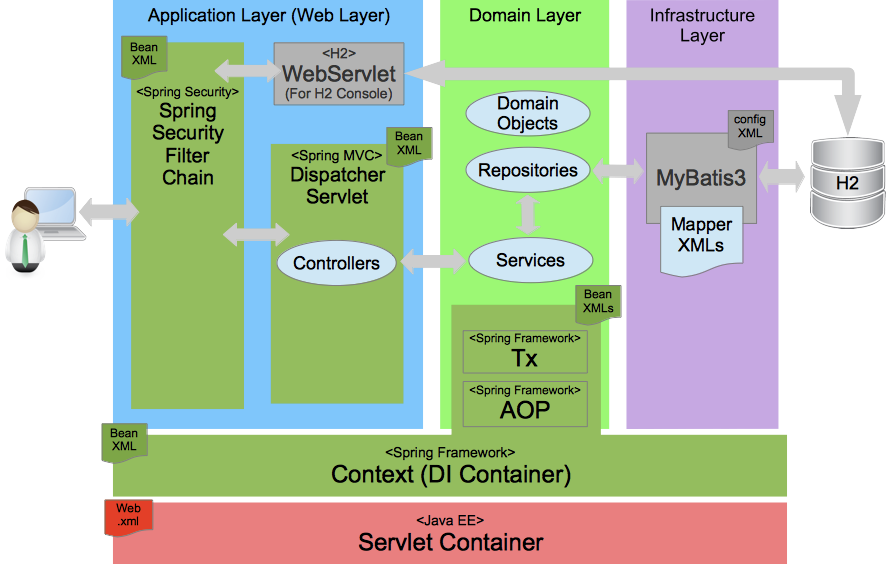 Application Layer (Web Layer)
Domain Layer
Infrastructure
Layer
Bean
XML
<Spring Security>
Spring
Security
Filter
Chain
<H2>
WebServlet
(For H2 Console)
Bean
XML
<Spring MVC>
Dispatcher
Servlet
Controllers
Domain
Objects
Repositories
Services
config
XML
MyBatis3
Mapper
XMLs
H2
Bean
XMLs
<Spring Framework>
Tx
<Spring Framework>
AOP
Bean
XML
<Spring Framework>
Context (DI Container)
Web
.xml
<Java EE>
Servlet Container